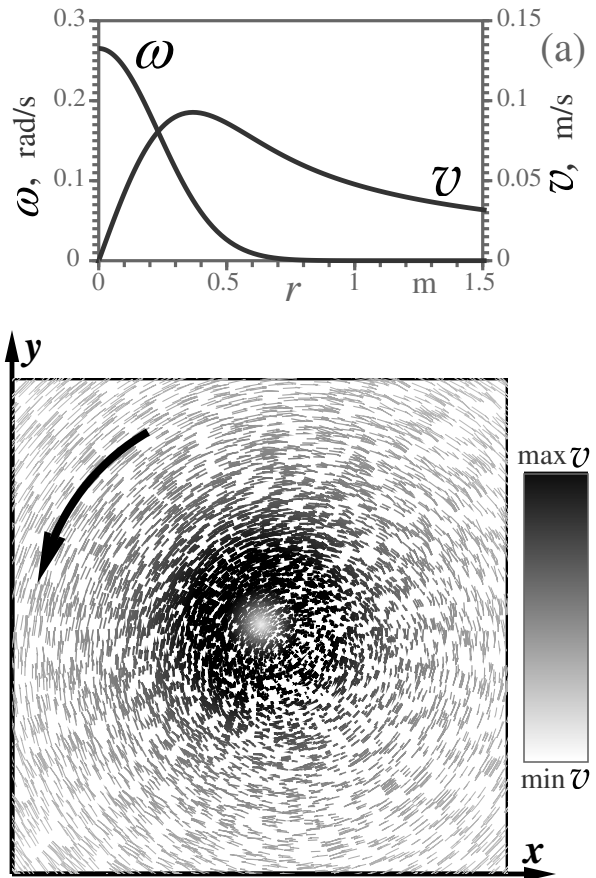 0.3 0.15
ω (a)
0.2 0.1
ω, rad/s v, m/s
0.1 v 0.05
0 0
0 0.5 r 1 m 1.5
y
max v
min v
x